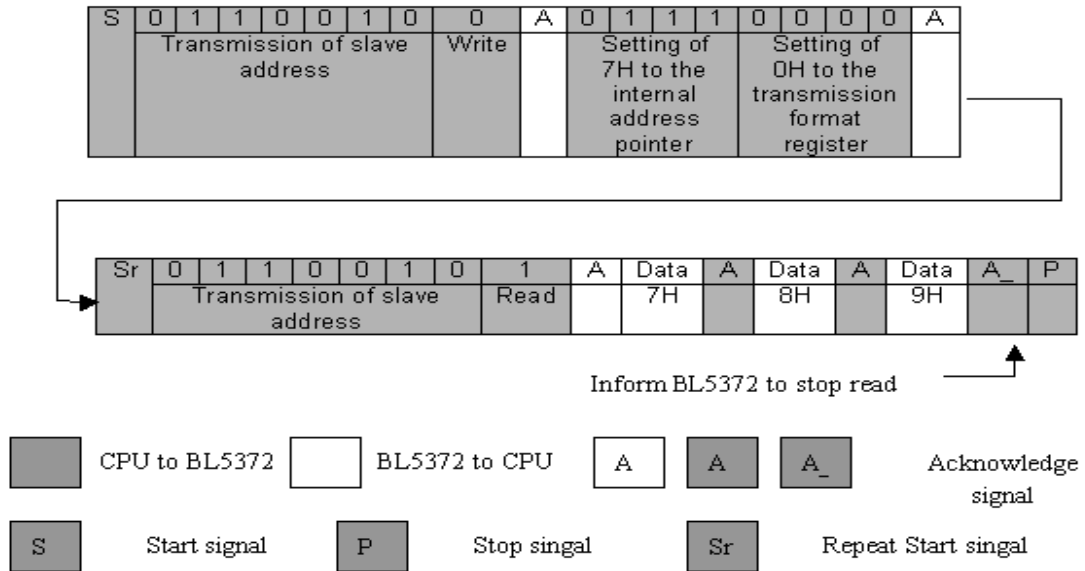 S 0 1 1 0 0 1 0 0 A 0 1 1 1 0 0 0 0 A
Transmission of slave address Write Setting of 7H to the internal address pointer Setting of 0H to the transmission format register
Sr 0 1 1 0 0 1 0 1 A Data A Data A Data A_ P
Transmission of slave address Read 7H 8H 9H
Inform BL5372 to stop read
CPU to BL5372 BL5372 to CPU A A A_ Acknowledge signal
S Start signal P Stop singal Sr Repeat Start singal